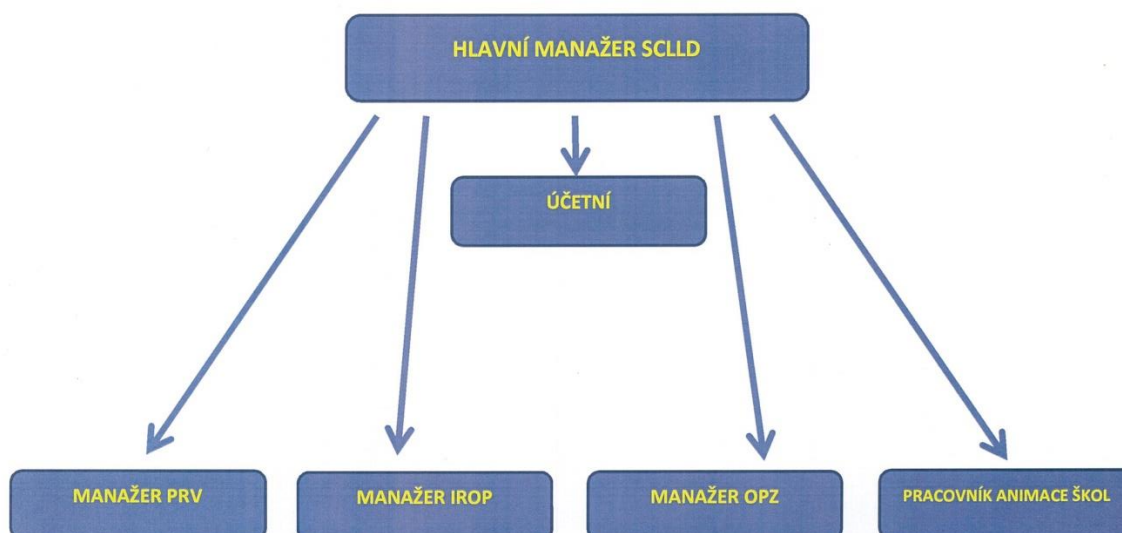 HLAVNÍ MANAŽER SCLLD
ÚČETNÍ
MANAŽER PRV
MANAŽER IROP
MANAŽER OPZ
PRACOVNÍK ANIMACE ŠKOL